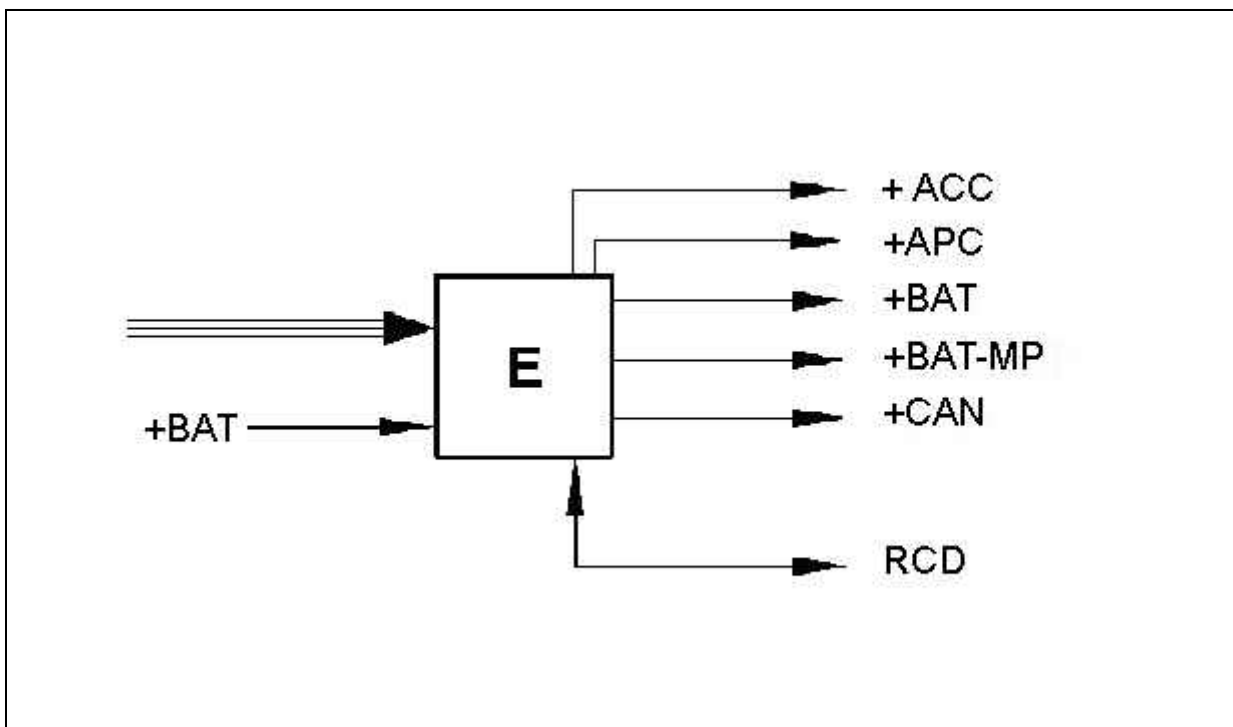 + ACC
+APC
+BAT
+BAT-MP
E
+CAN
+BAT
RCD